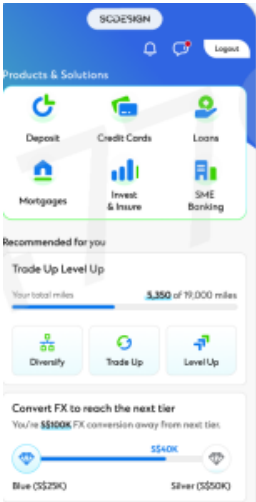 SCDESIGN
Logout
Products & Solutions
Deposit
Credit Cards
Loans
Mortgages
Invest
& Insure
SME
Banking
Recommended for you
Trade Up Level Up
Your total miles
5,350 of 19,000 miles
Diversify
Trade Up
Level Up
Convert FX to reach the next tier
You're S$100K FX conversion away from next tier.
S$40K
Blue (S$25K)
Silver (S$50K)